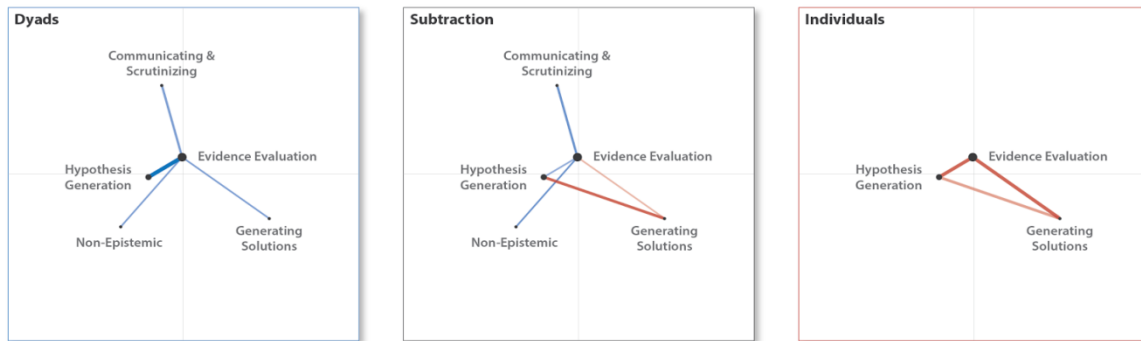 Dyads
Communicating &
Scrutinizing
Evidence Evaluation
Hypothesis
Generation
Non-Epistemic
Generating
Solutions
Subtraction
Communicating &
Scrutinizing
Evidence Evaluation
Hypothesis
Generation
Non-Epistemic
Generating
Solutions
Individuals
Evidence Evaluation
Hypothesis
Generation
Generating
Solutions